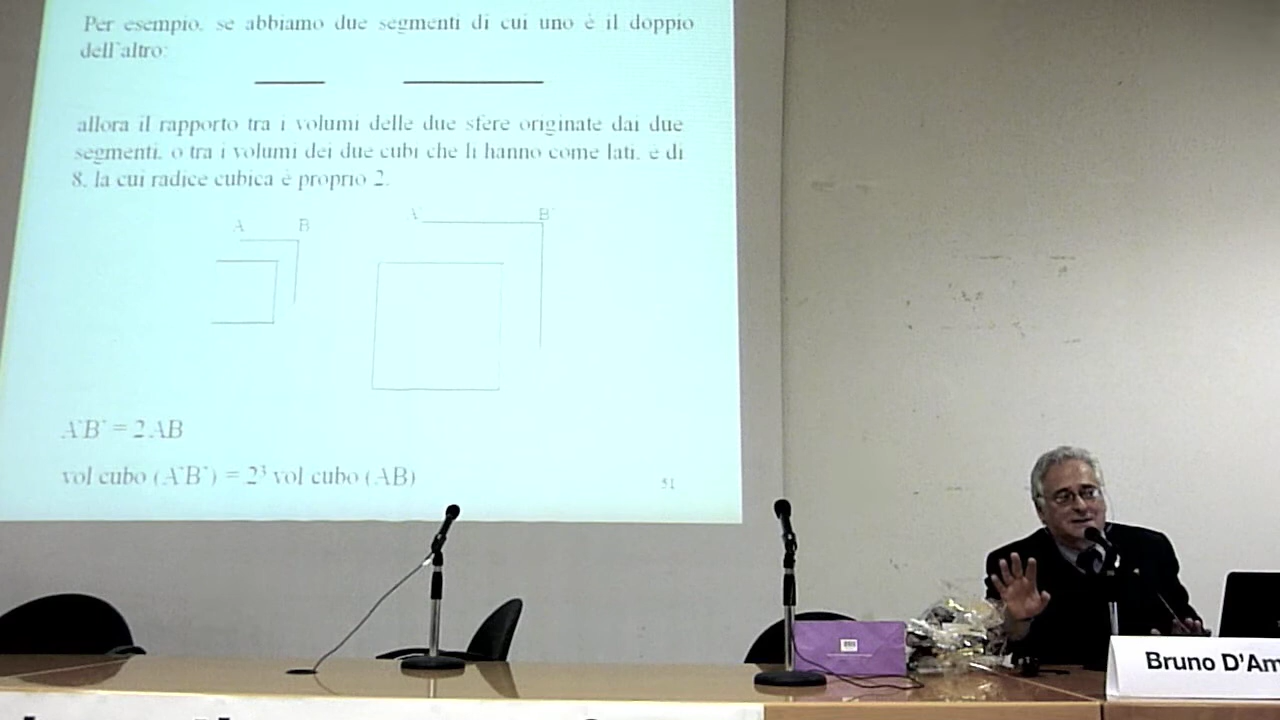 Per esempio, se abbiamo due segmenti di cui uno è il doppio
dell'altro:
allora il rapporto tra i volumi delle due sfere originate dai due
segmenti, o tra i volumi dei due cubi che li hanno come lati, è di
8, la cui radice cubica è proprio 2.
A B A' B'
A'B' = 2 AB
vol cubo (A'B') = 2³ vol cubo (AB)
51
Bruno D'Am